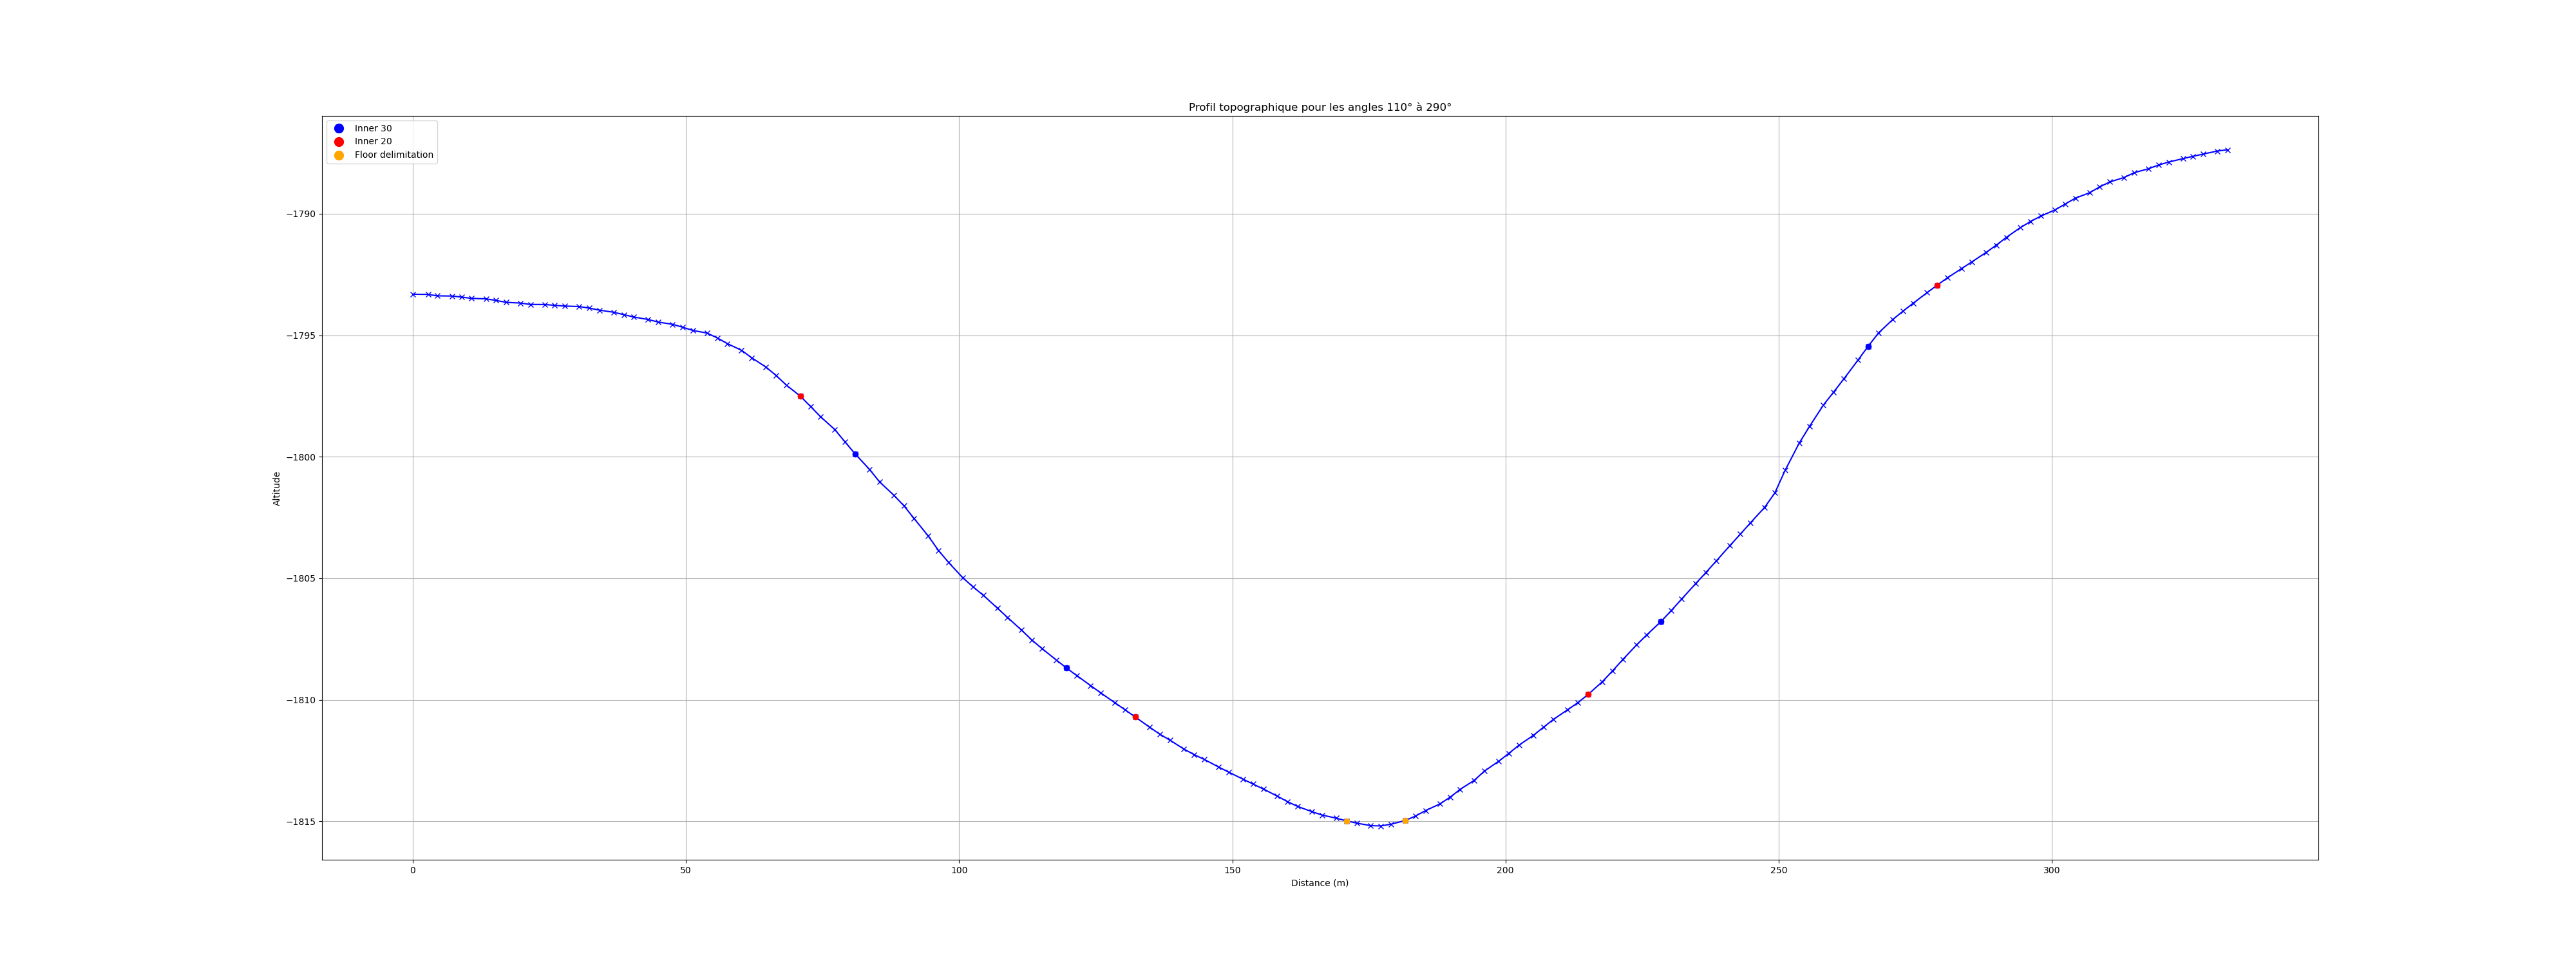 Profil topographique pour les angles 110° à 290°
Inner 30
Inner 20
Floor delimitation
Altitude
−1790
−1795
−1800
−1805
−1810
−1815
0
50
100
150
200
250
300
Distance (m)